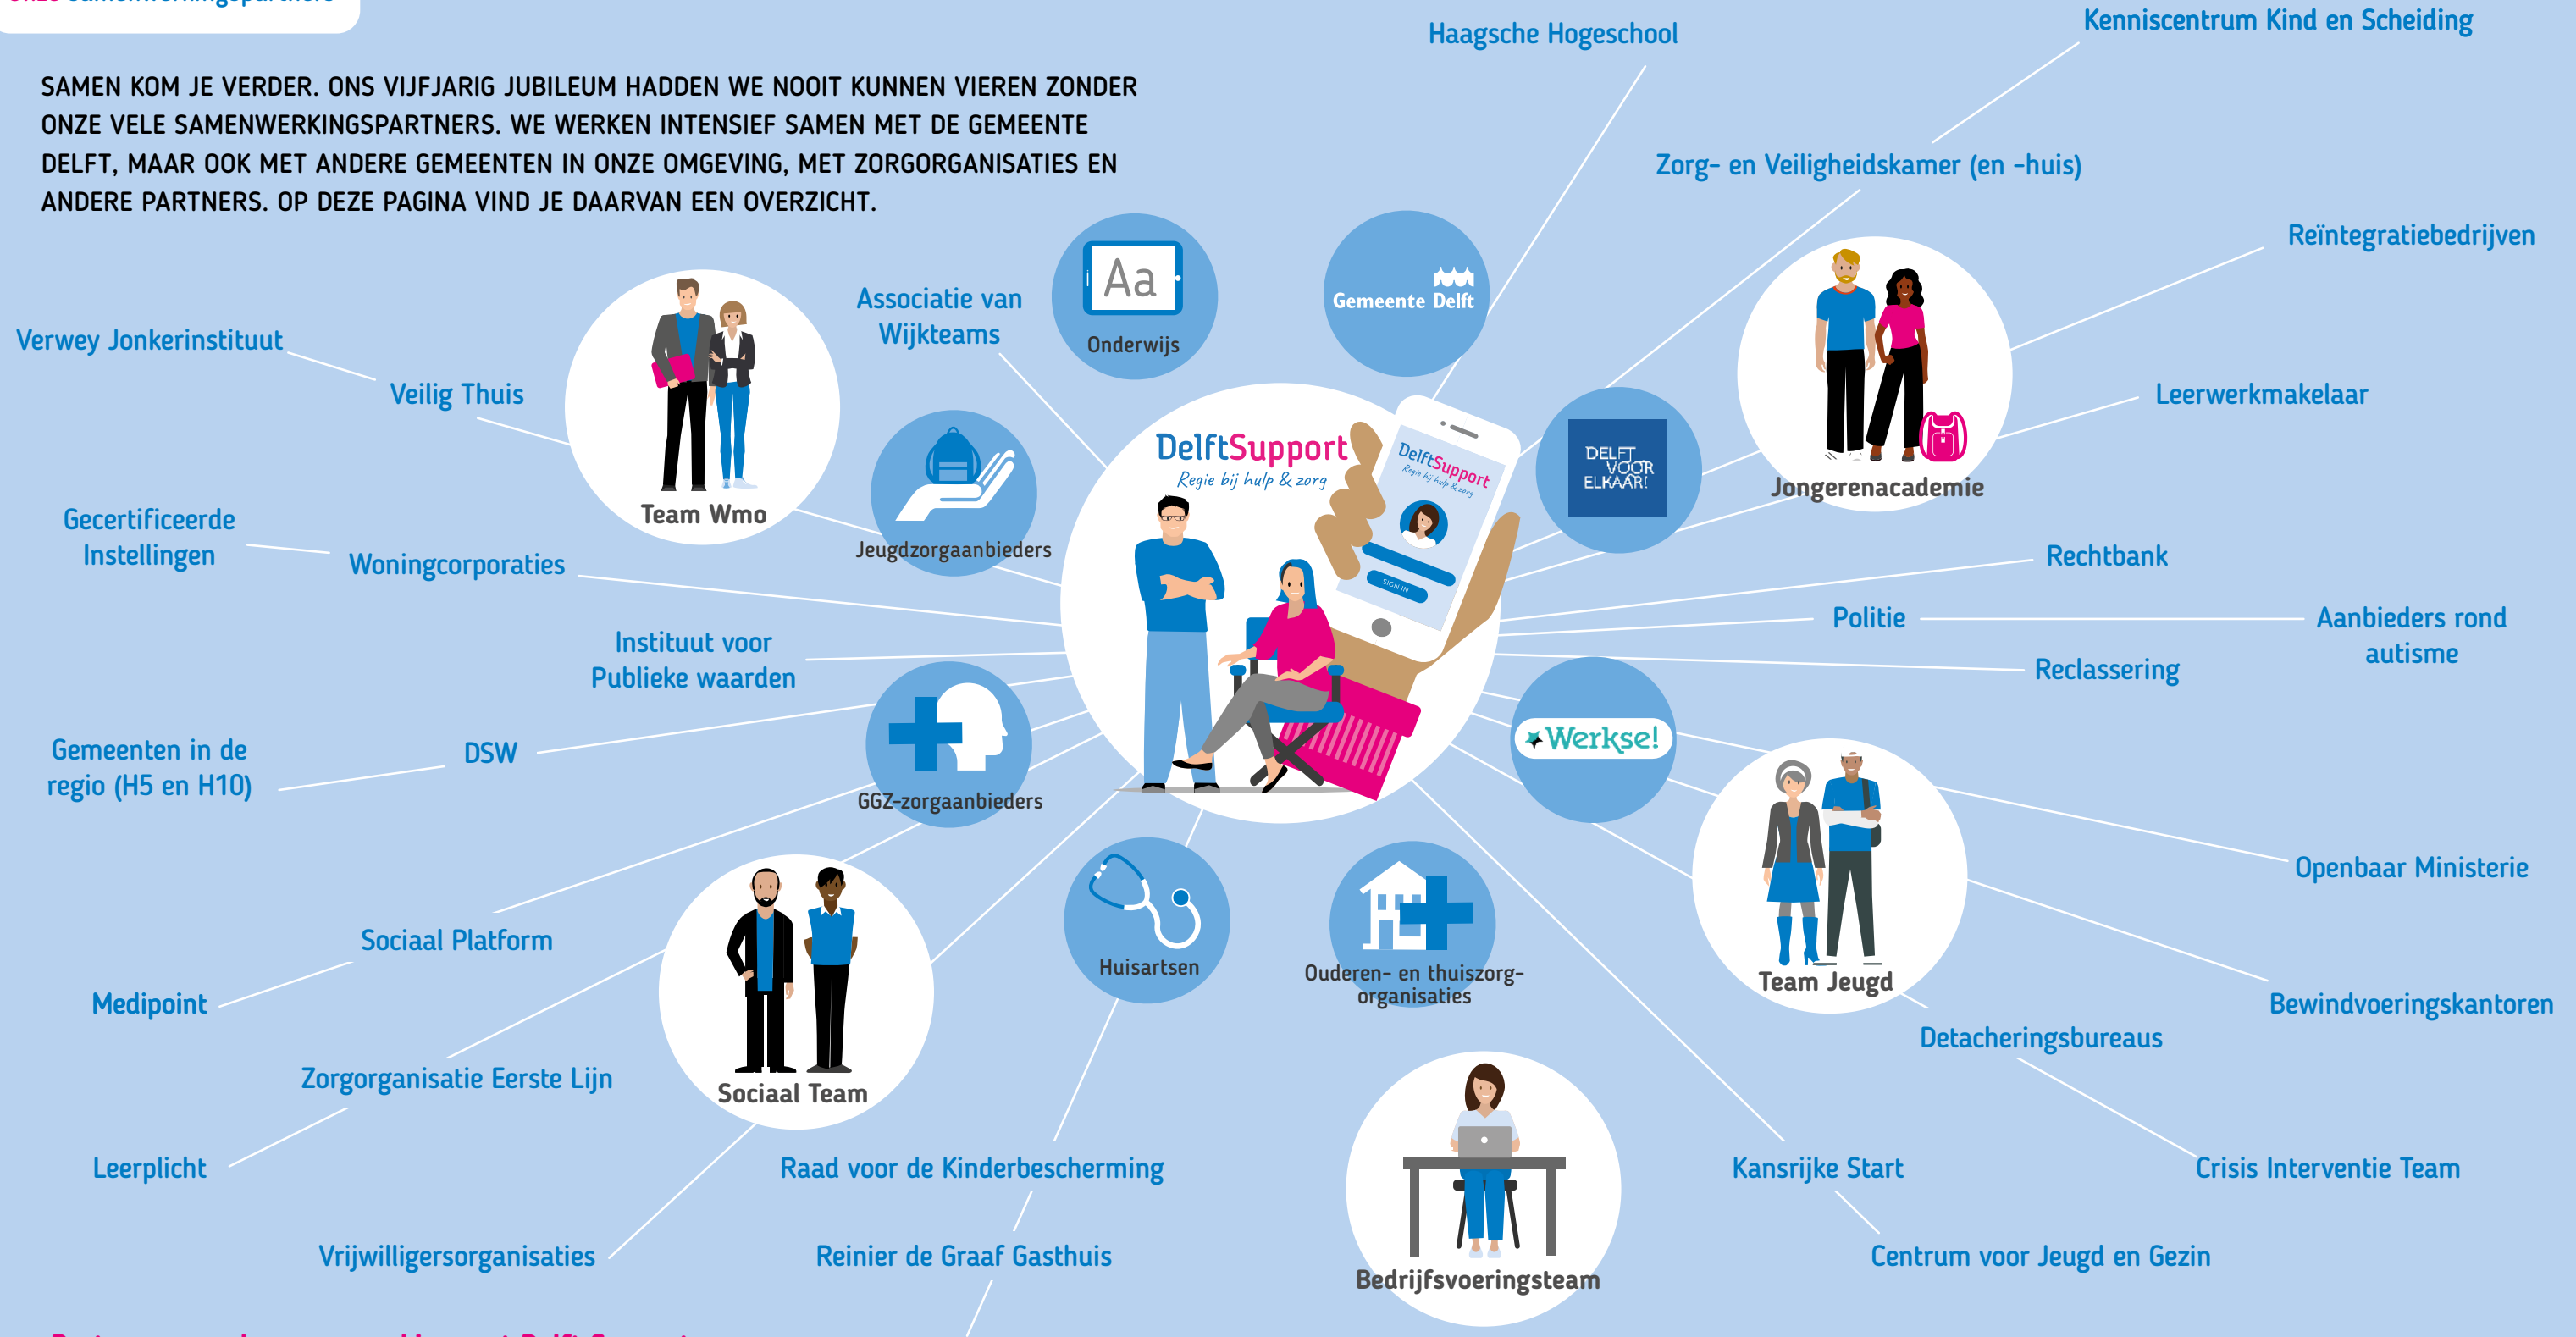 onze samenwerkingspartners
SAMEN KOM JE VERDER. ONS VIJFJARIG JUBILEUM HADDEN WE NOOIT KUNNEN VIEREN ZONDER
ONZE VELE SAMENWERKINGSPARTNERS. WE WERKEN INTENSIEF SAMEN MET DE GEMEENTE
DELFT, MAAR OOK MET ANDERE GEMEENTEN IN ONZE OMGEVING, MET ZORGORGANISATIES EN
ANDERE PARTNERS. OP DEZE PAGINA VIND JE DAARVAN EEN OVERZICHT.
Haagsche Hogeschool
Kenniscentrum Kind en Scheiding
Zorg- en Veiligheidskamer (en -huis)
Reïntegratiebedrijven
Associatie van
Wijkteams
Aa
Onderwijs
Gemeente Delft
Verwey Jonkerinstituut
Veilig Thuis
Team Wmo
Leerwerkmakelaar
Jongerenacademie
DELFT
VOOR
ELKAAR!
DelftSupport
Regie bij hulp & zorg
DelftSupport
Regie bij hulp & zorg
SIGN IN
Jeugdzorgaanbieders
Gecertificeerde
Instellingen
Woningcorporaties
Rechtbank
Politie
Aanbieders rond
autisme
Reclassering
Instituut voor
Publieke waarden
Gemeenten in de
regio (H5 en H10)
DSW
GGZ-zorgaanbieders
Werkse!
Openbaar Ministerie
Sociaal Platform
Medipoint
Huisartsen
Ouderen- en thuiszorg-
organisaties
Team Jeugd
Bewindvoeringskantoren
Detacheringsbureaus
Zorgorganisatie Eerste Lijn
Sociaal Team
Leerplicht
Raad voor de Kinderbescherming
Kansrijke Start
Crisis Interventie Team
Vrijwilligersorganisaties
Reinier de Graaf Gasthuis
Bedrijfsvoeringsteam
Centrum voor Jeugd en Gezin